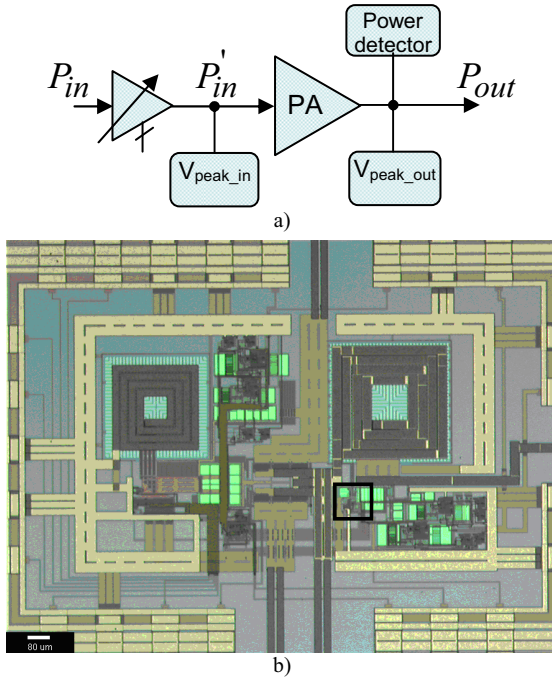 Power
detector
P_in
P'_in
PA
P_out
V_peak_in
V_peak_out
a)
80 um
b)